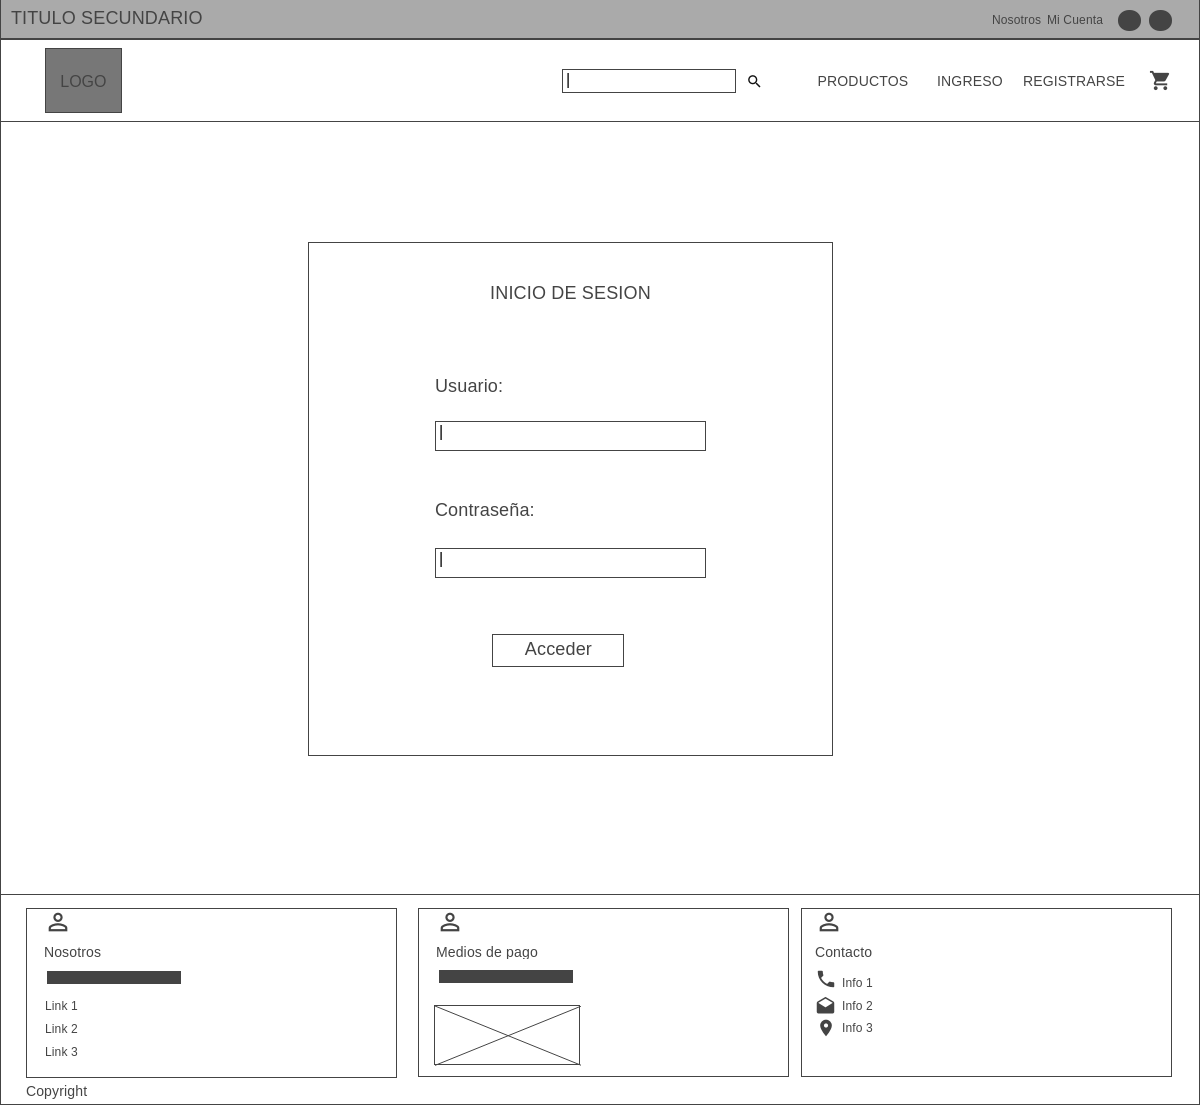 TITULO SECUNDARIO
Nosotros Mi Cuenta
LOGO
PRODUCTOS INGRESO REGISTRARSE
INICIO DE SESION
Usuario:
Contraseña:
Acceder
Nosotros
Link 1
Link 2
Link 3
Medios de pago
Contacto
Info 1
Info 2
Info 3
Copyright